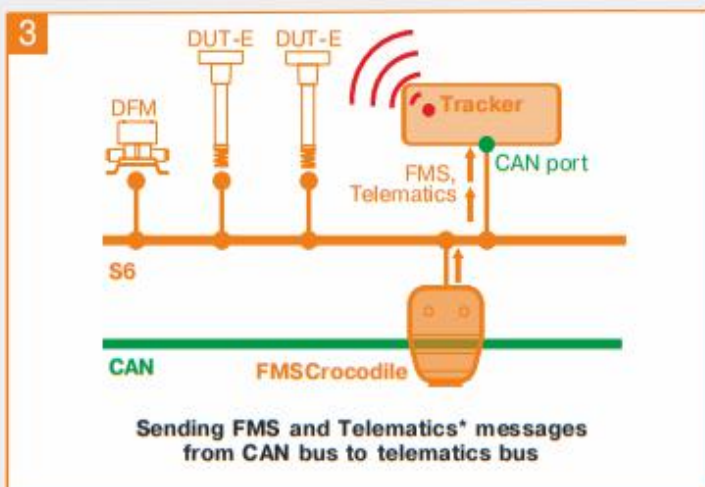 3
DUT-E DUT-E
DFM
Tracker
CAN port
FMS,
Telematics
S6
CAN
FMSCrocodile
Sending FMS and Telematics* messages
from CAN bus to telematics bus